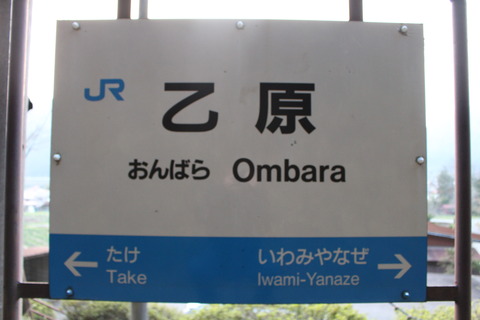 JR 乙原
おんばら Ombara
← たけ いわみやなぜ →
Take Iwami-Yanaze